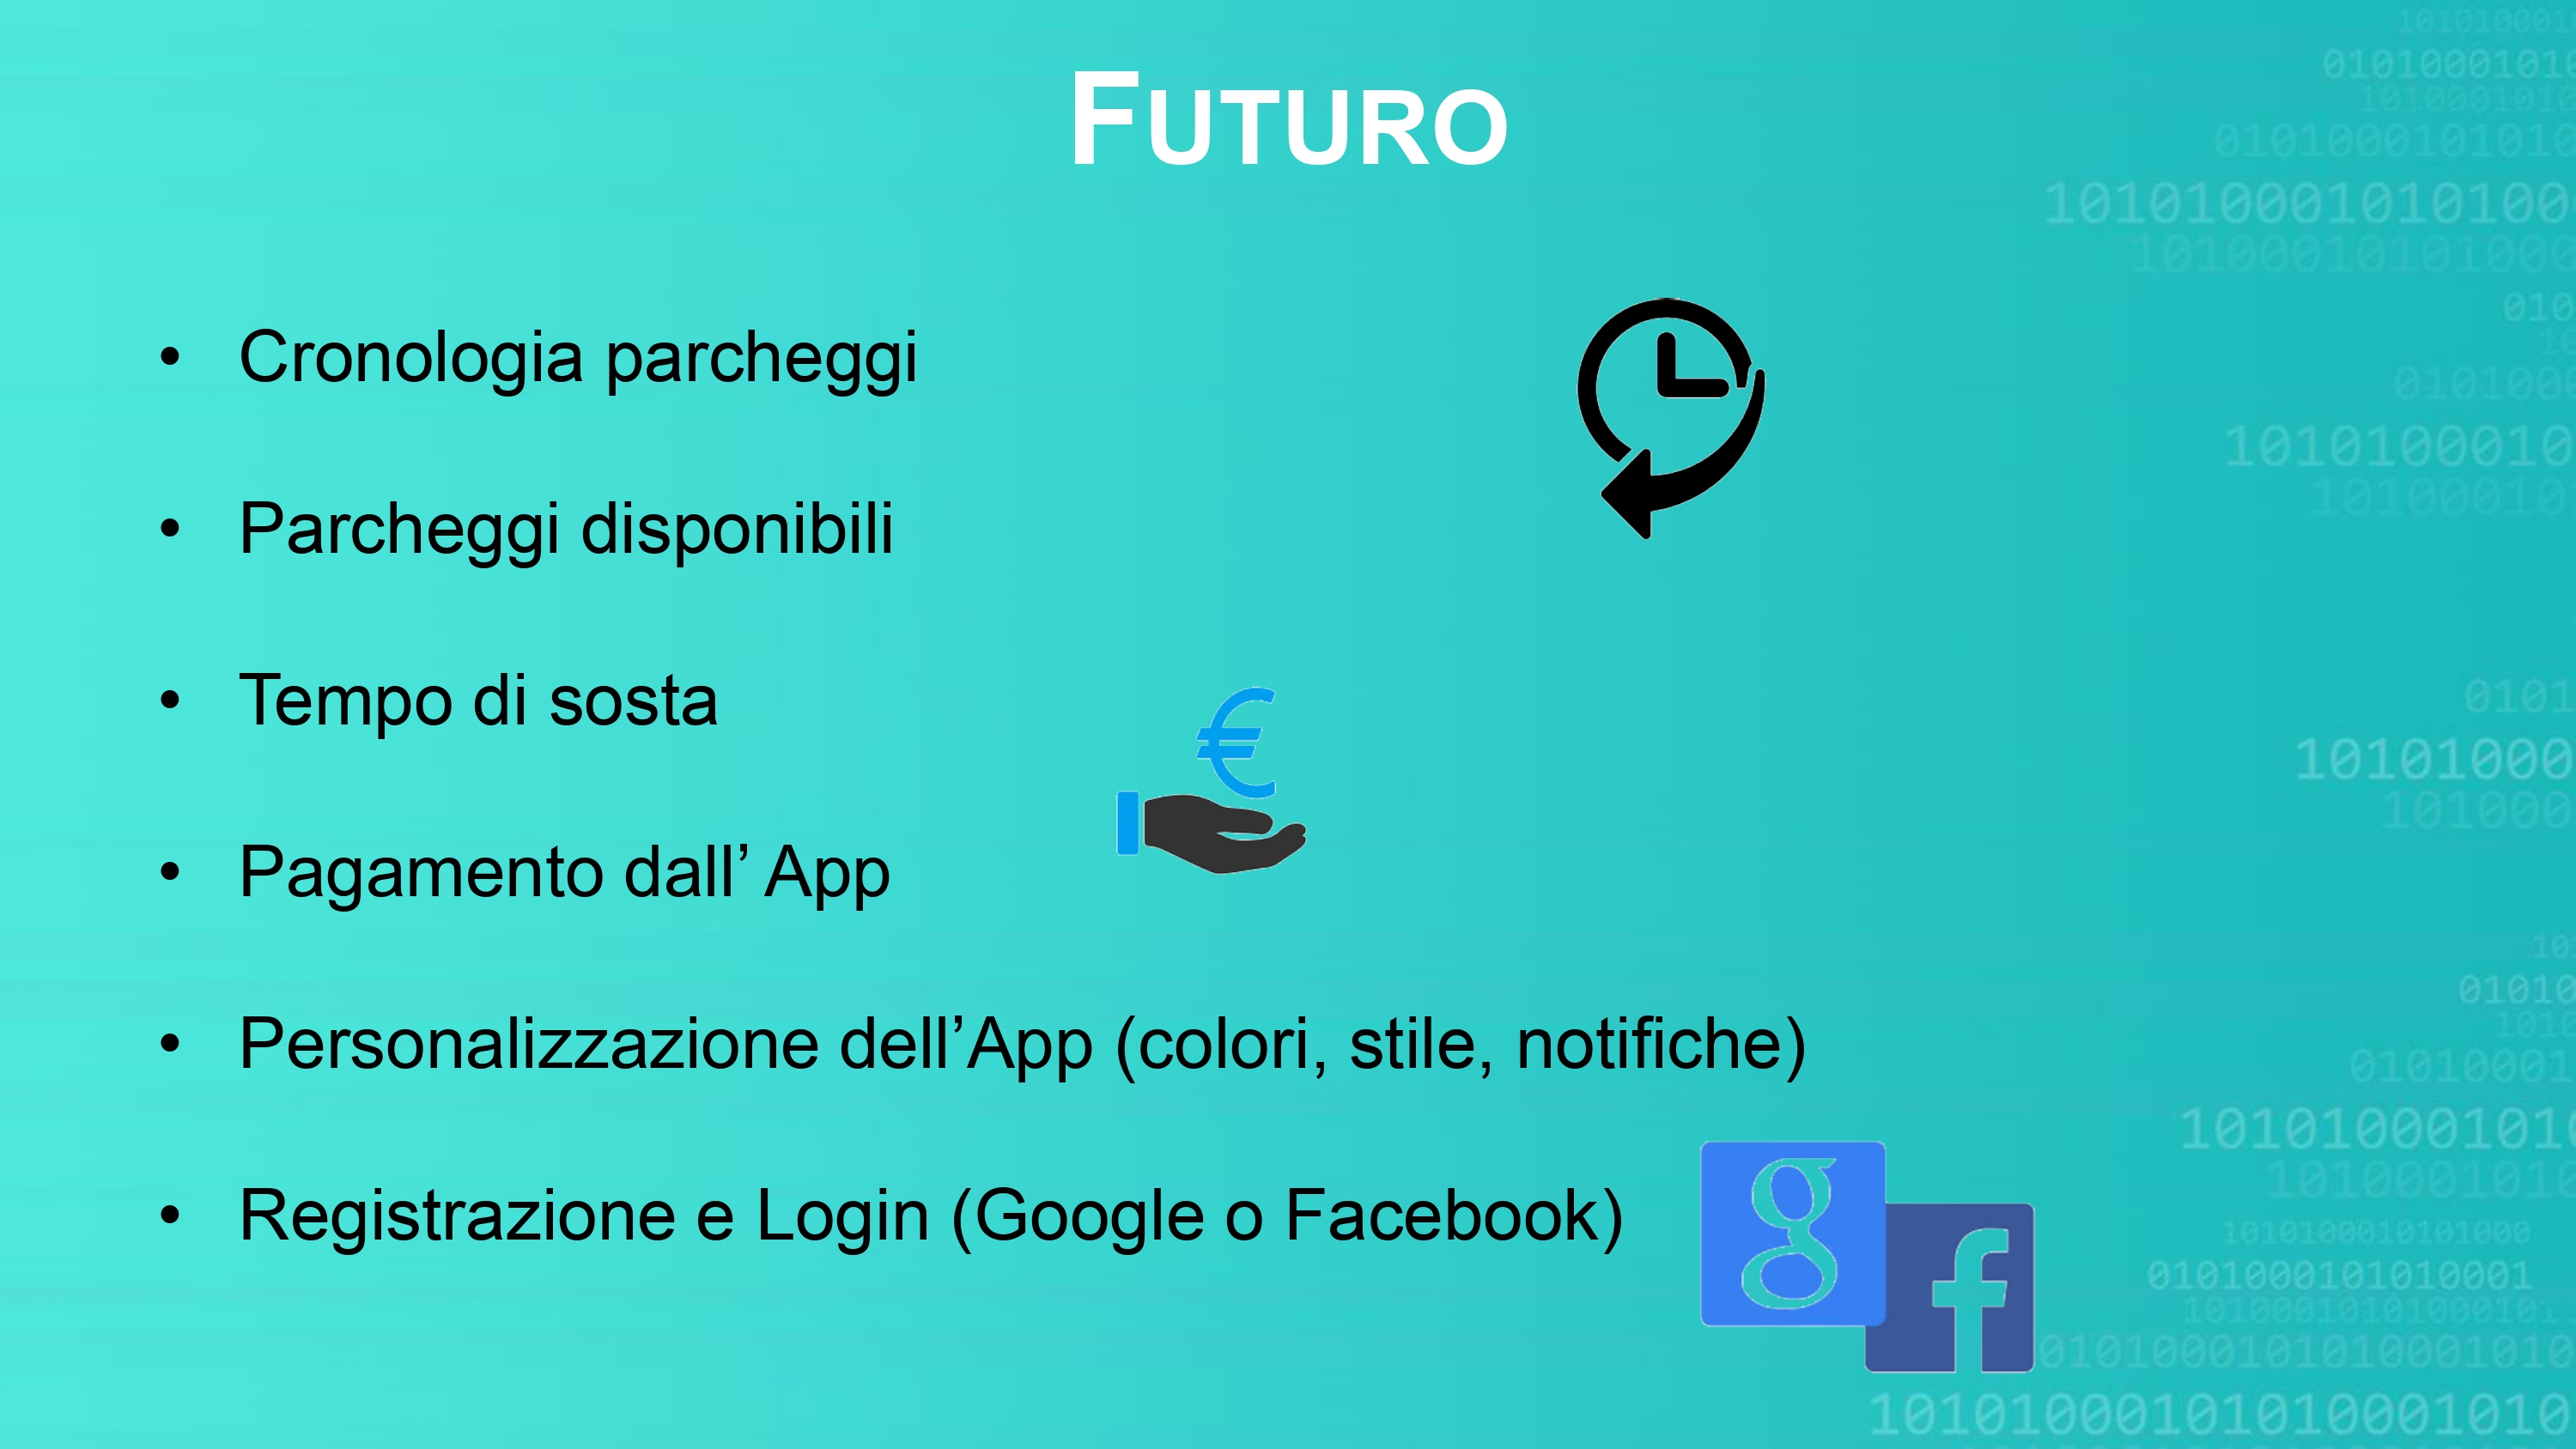 FUTURO
• Cronologia parcheggi
• Parcheggi disponibili
• Tempo di sosta
• Pagamento dall’ App
• Personalizzazione dell’App (colori, stile, notifiche)
• Registrazione e Login (Google o Facebook)
g
f